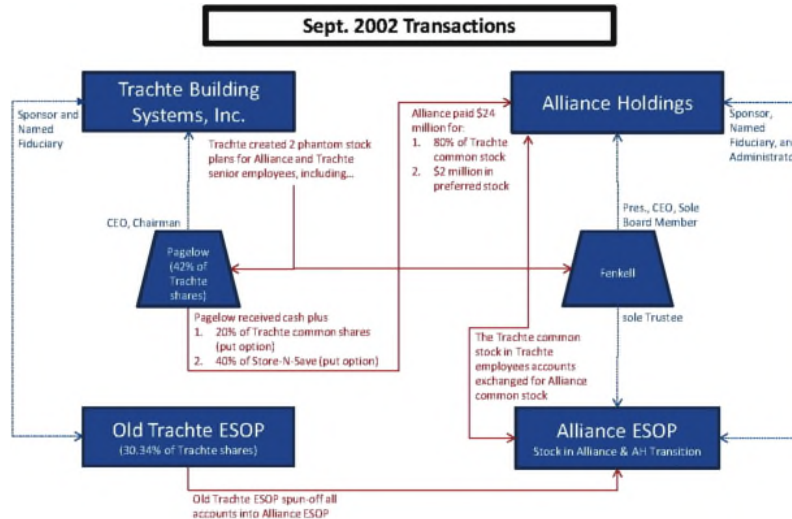 Sept. 2002 Transactions
Trachte Building
Systems, Inc.
Alliance Holdings
Sponsor and
Named
Fiduciary
Trachte created 2 phantom stock
plans for Alliance and Trachte
senior employees, including...
Alliance paid $24
million for:
1. 80% of Trachte
common stock
2. $2 million in
preferred stock
Sponsor,
Named
Fiduciary, and
Administrato
CEO, Chairman
Pres., CEO, Sole
Board Member
Pagelow
(42% of
Trachte
shares)
Fenkell
Pagelow received cash plus
1. 20% of Trachte common shares
(put option)
2. 40% of Store-N-Save (put option)
sole Trustee
The Trachte common
stock in Trachte
employees accounts
exchanged for Alliance
common stock
Old Trachte ESOP
(30.34% of Trachte shares)
Alliance ESOP
Stock in Alliance & AH Transition
Old Trachte ESOP spun-off all
accounts into Alliance ESOP